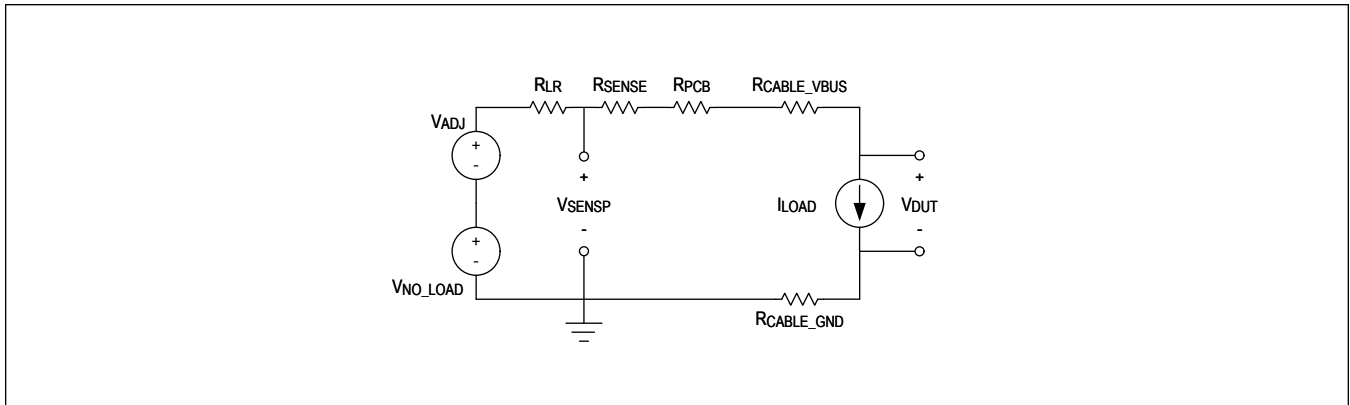 RLR RSENSE RPCB RCABLE_VBUS
VADJ
+
-
+
VSENSP
-
ILOAD
+
VDUT
-
+
-
VNO_LOAD
RCABLE_GND